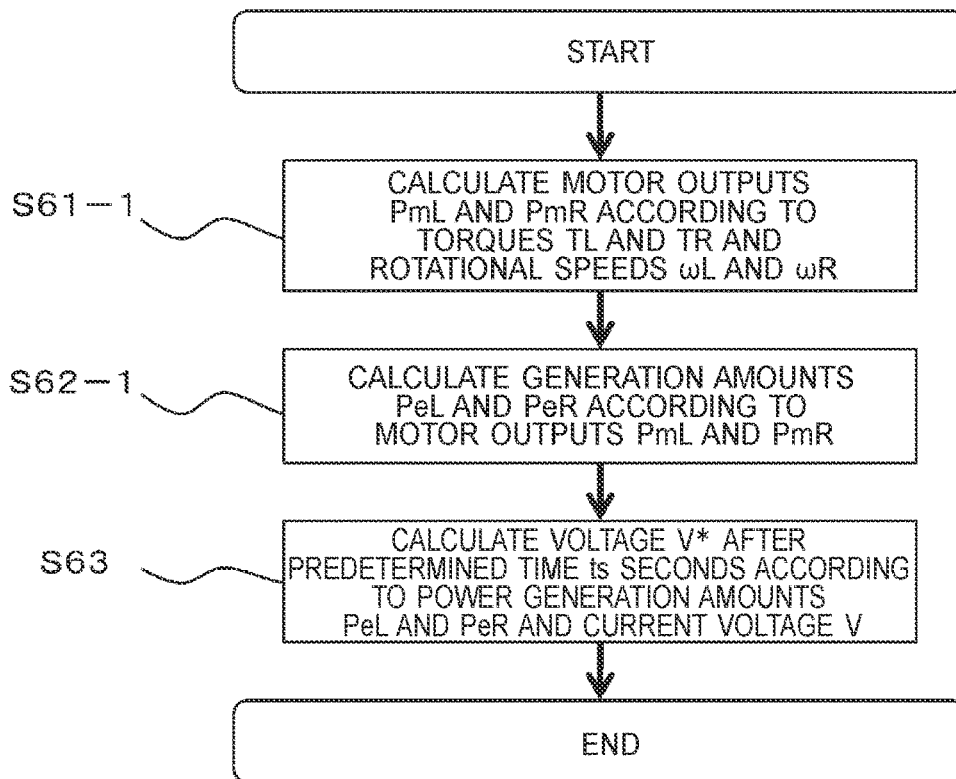 START
S61-1
CALCULATE MOTOR OUTPUTS
PmL AND PmR ACCORDING TO
TORQUES TL AND TR AND
ROTATIONAL SPEEDS ωL AND ωR
S62-1
CALCULATE GENERATION AMOUNTS
PeL AND PeR ACCORDING TO
MOTOR OUTPUTS PmL AND PmR
S63
CALCULATE VOLTAGE V* AFTER
PREDETERMINED TIME ts SECONDS ACCORDING
TO POWER GENERATION AMOUNTS
PeL AND PeR AND CURRENT VOLTAGE V
END